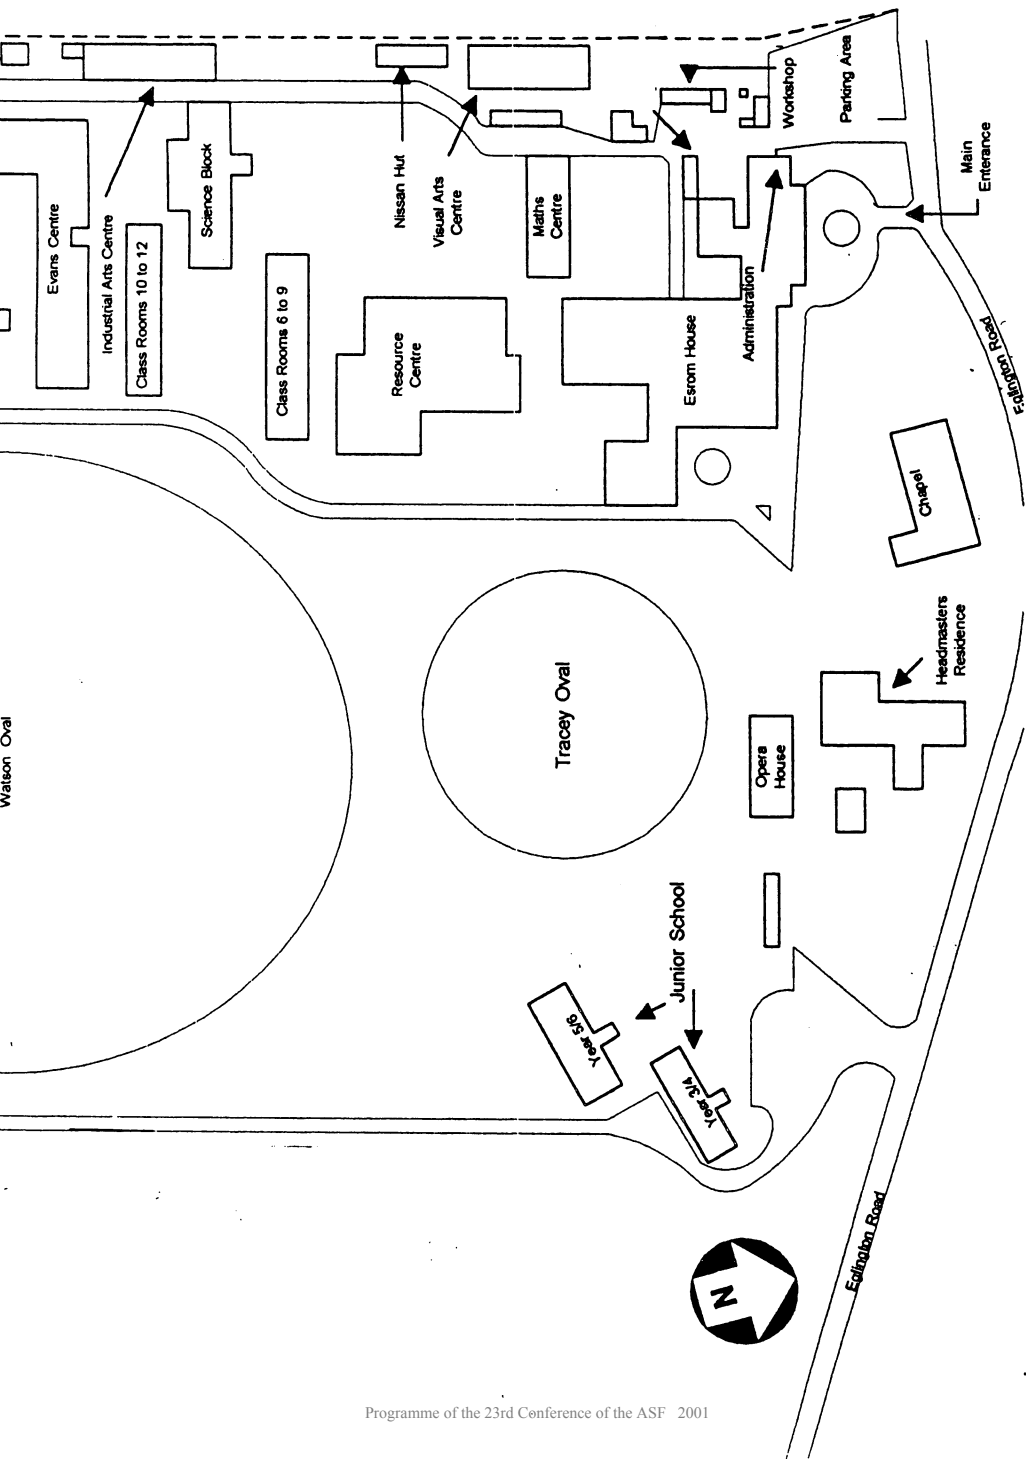 Evans Centre
Industrial Arts Centre
Class Rooms 10 to 12
Science Block
Class Rooms 6 to 9
Nissan Hut
Visual Arts
Centre
Maths
Centre
Resource
Centre
Esrom House
Administration
Workshop
Parking Area
Main
Enterance
Eglington Road
Chapel
Headmasters
Residence
Opera
House
Tracey Oval
Watson Oval
Junior School
Year 5/6
Year 3/4
Eglington Road
N
Programme of the 23rd Conference of the ASF 2001